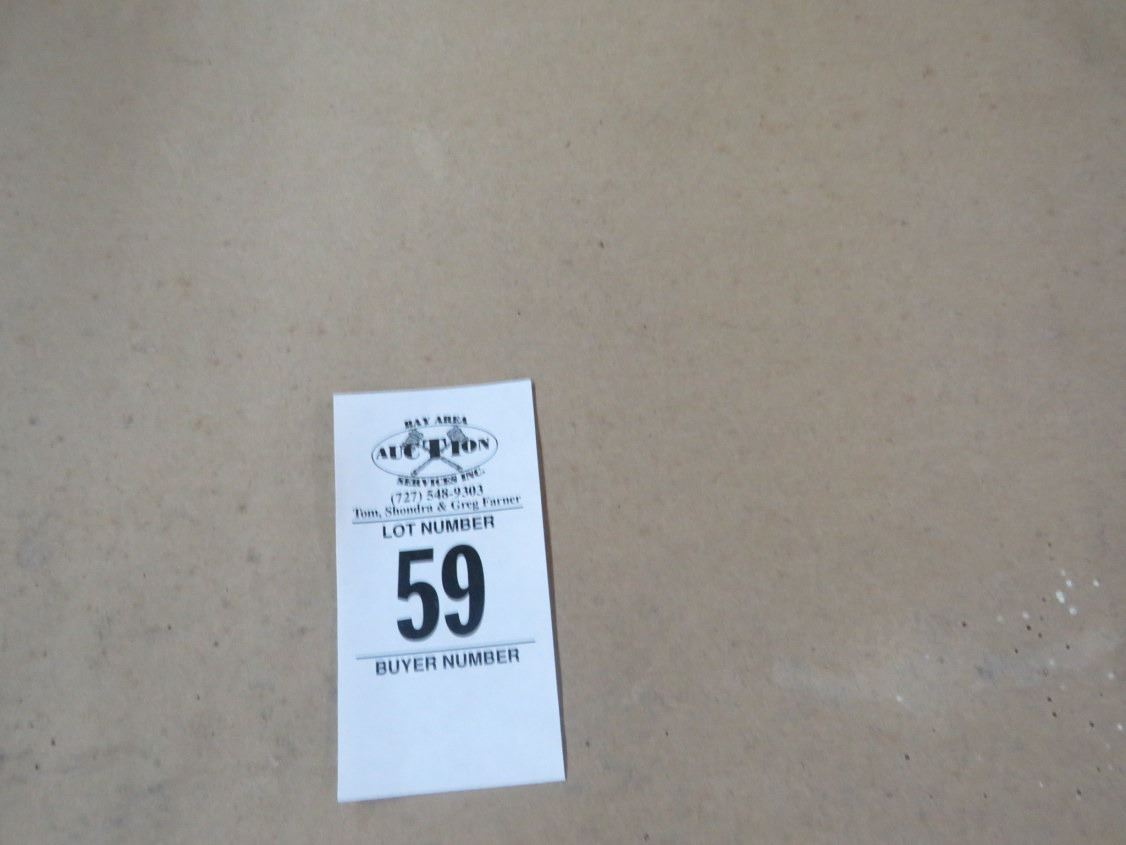 BAY AREA
AUCTION
SERVICES INC.
(727) 548-9303
Tom, Shondra & Greg Farner
LOT NUMBER
59
BUYER NUMBER